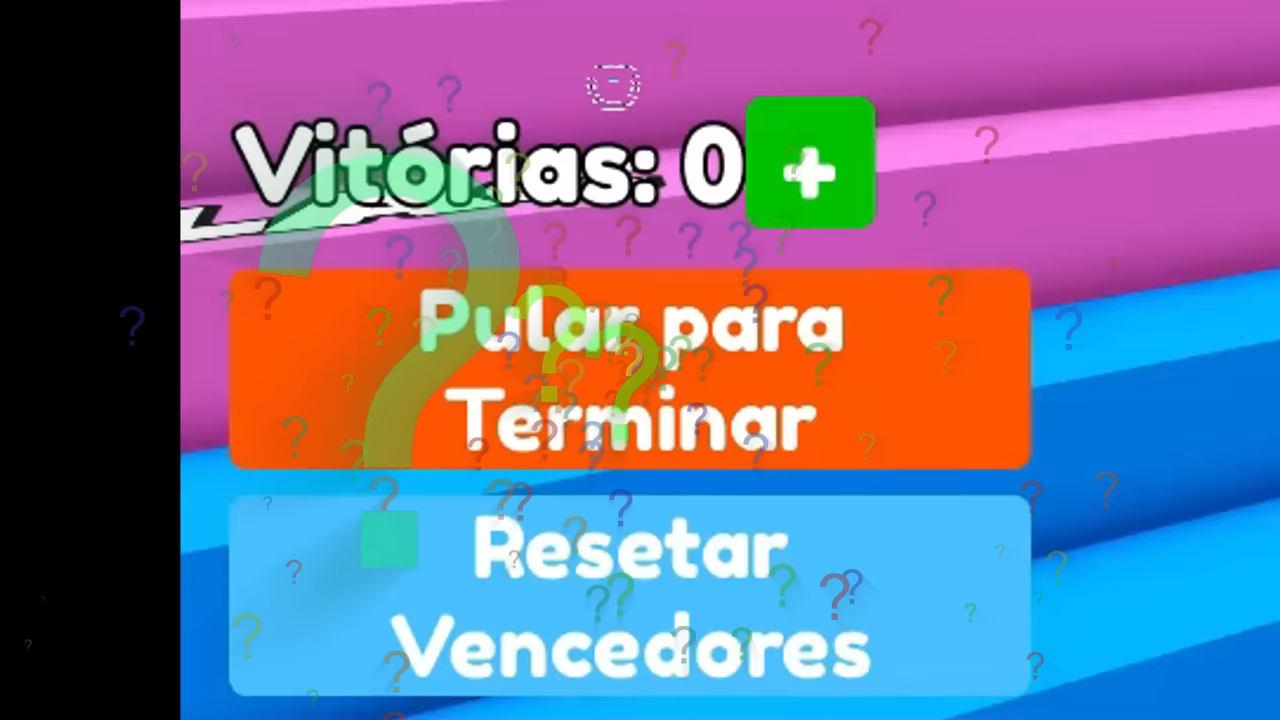 Vitórias: 0 +
Pular para
Terminar
Resetar
Vencedores